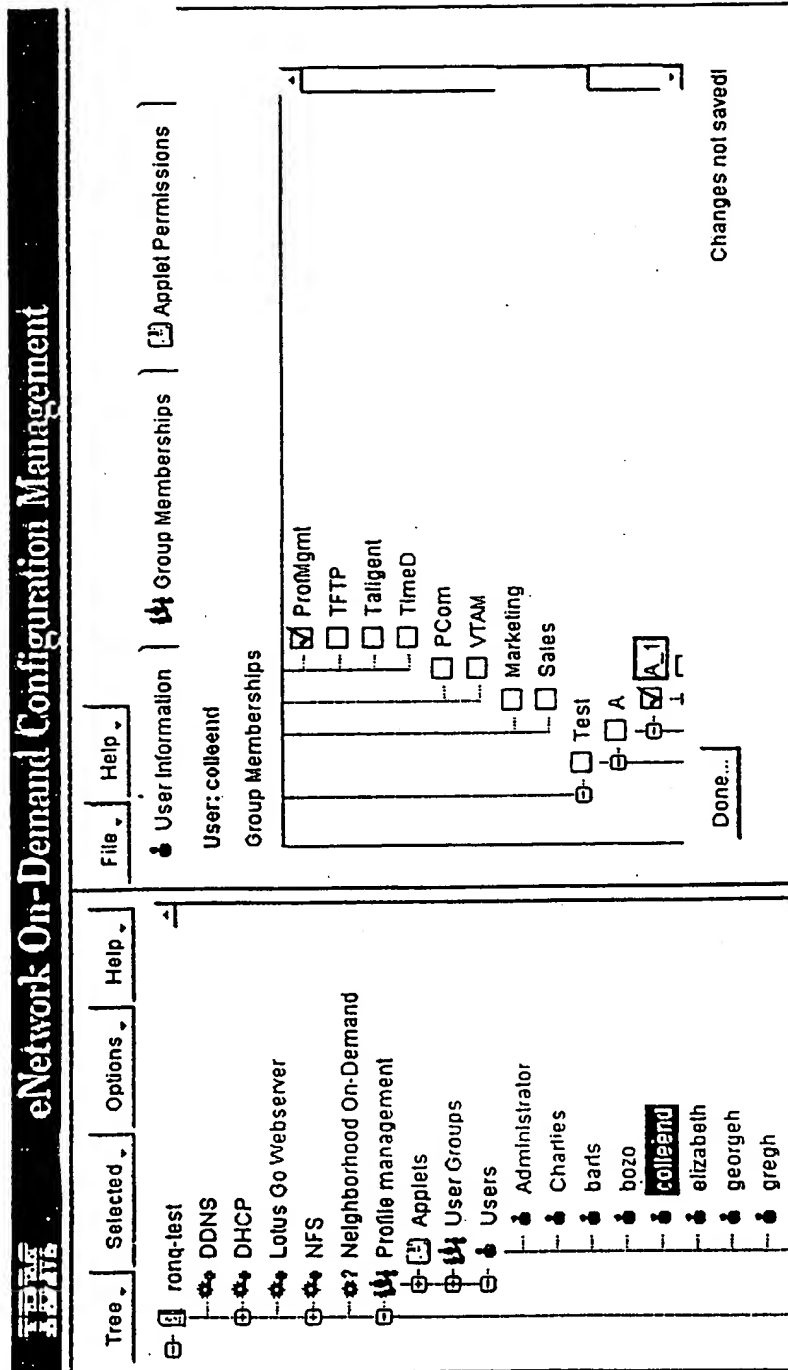 IBM
eNetwork On-Demand Configuration Management
Tree Selected Options Help
ronq-test
DDNS
DHCP
Lotus Go Webserver
NFS
? Neighborhood On-Demand
Profile management
Applets
User Groups
Users
Administrator
Charlies
barts
bozo
colleend
elizabeth
georgeh
gregh
File Help
User Information Group Memberships Applet Permissions
User: colleend
Group Memberships
ProfMgmt
TFTP
Taligent
TimeD
PCom
VTAM
Marketing
Sales
Test
A
A_1
Done...
Changes not saved!